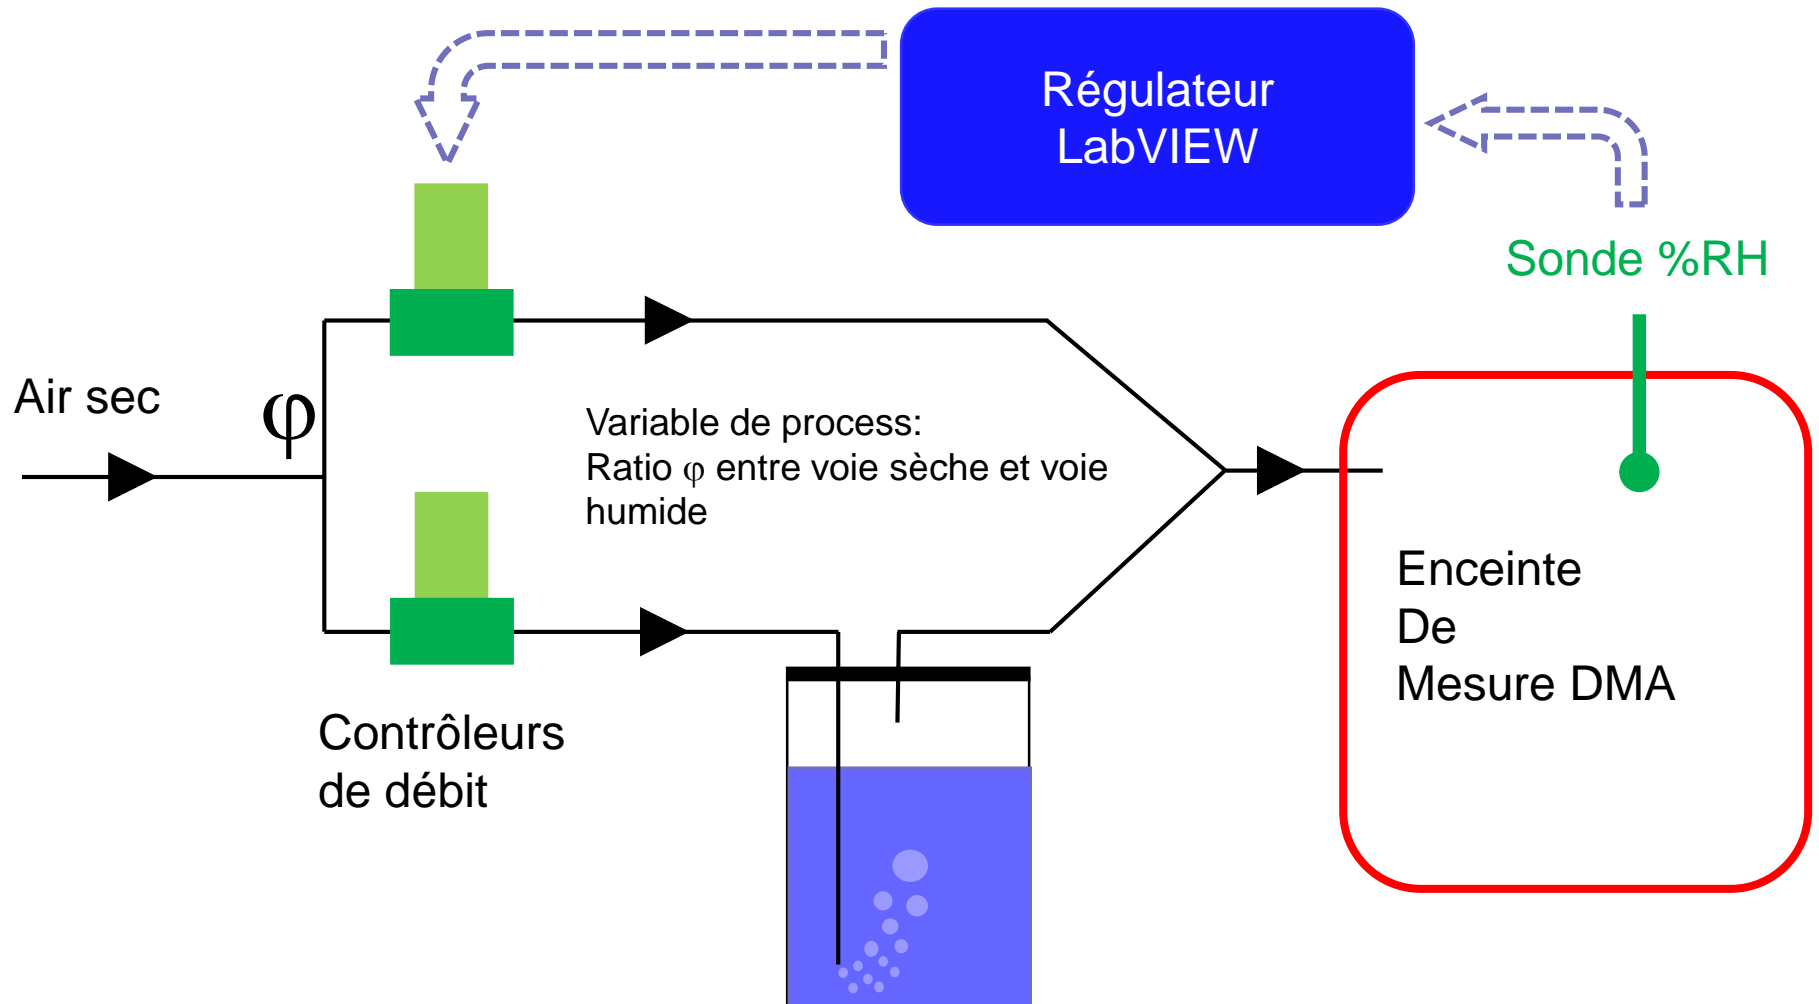 Régulateur
LabVIEW
Sonde %RH
Air sec
φ
Variable de process:
Ratio φ entre voie sèche et voie
humide
Enceinte
De
Mesure DMA
Contrôleurs
de débit